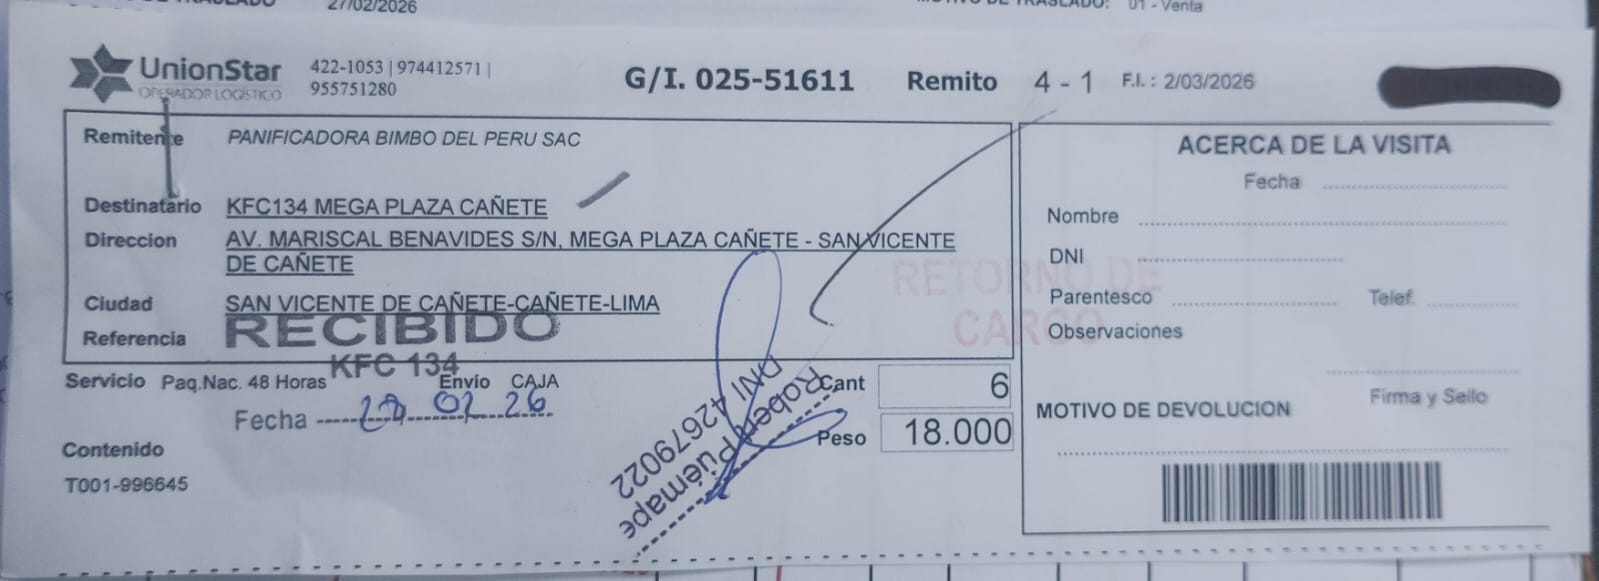 27/02/2026
MOTIVO DE TRASLADO: 01 - Venta
UnionStar
OPERADOR LOGÍSTICO
422-1053 | 974412571 |
955751280
G/I. 025-51611
Remito 4 - 1
F.I. : 2/03/2026
Remitente PANIFICADORA BIMBO DEL PERU SAC
Destinatario KFC134 MEGA PLAZA CAÑETE
Direccion AV. MARISCAL BENAVIDES S/N, MEGA PLAZA CAÑETE - SAN VICENTE
DE CAÑETE
Ciudad SAN VICENTE DE CAÑETE-CAÑETE-LIMA
Referencia
RECIBIDO
KFC 134
Servicio Paq.Nac. 48 Horas Envío CAJA
Fecha 02 26
Contenido
T001-996645
Robert Puémape
DNI 42679022
Cant 6
Peso 18.000
RETORNO DE
CARGO
ACERCA DE LA VISITA
Fecha
Nombre
DNI
Parentesco Telef.
Observaciones
Firma y Sello
MOTIVO DE DEVOLUCION